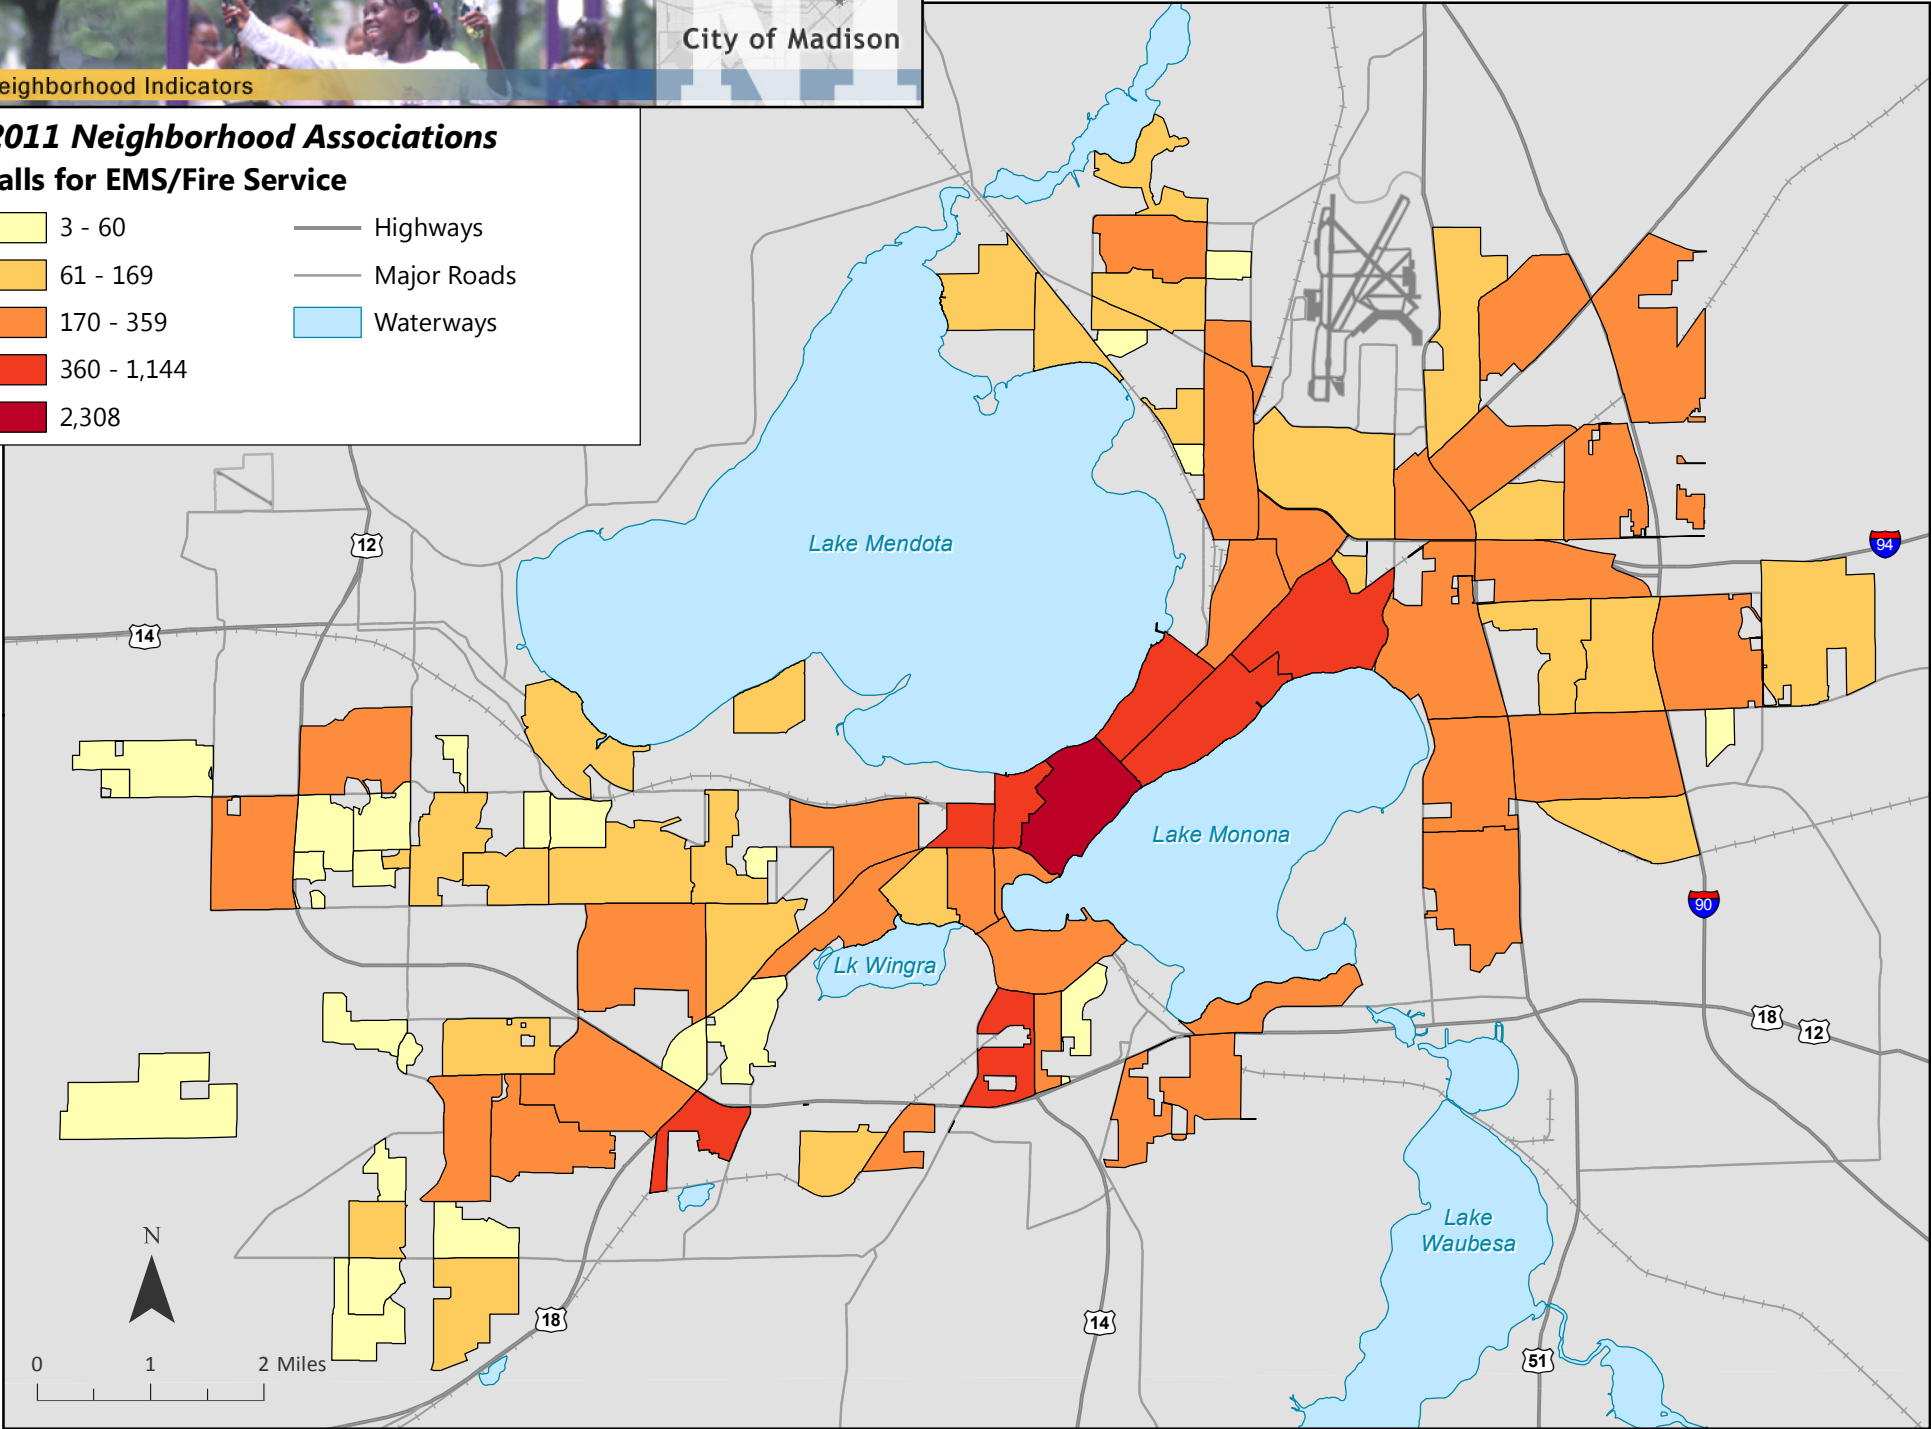 City of Madison
eighborhood Indicators
2011 Neighborhood Associations
alls for EMS/Fire Service
3 - 60
61 - 169
170 - 359
360 - 1,144
2,308
Highways
Major Roads
Waterways
Lake Mendota
12
14
94
Lake Monona
90
Lk Wingra
18
12
Lake
Waubesa
N
18
14
51
0 1 2 Miles